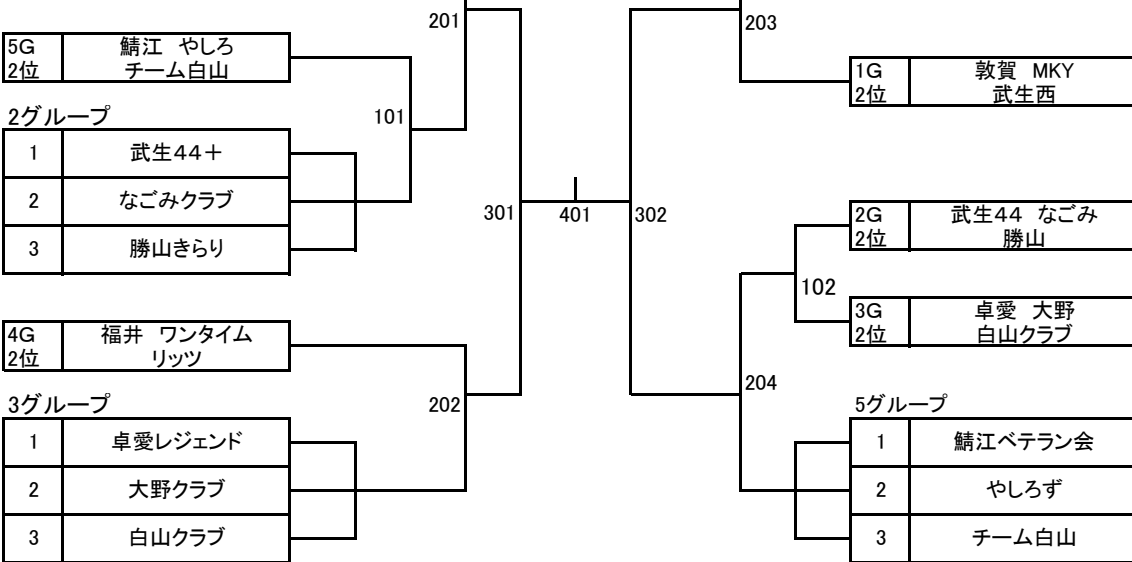 201
5G 鯖江 やしろ
2位 チーム白山
101
2グループ
1 武生44+
2 なごみクラブ
3 勝山きらり
301
4G 福井 ワンタイム
2位 リッツ
202
3グループ
1 卓愛レジェンド
2 大野クラブ
3 白山クラブ
401
203
1G 敦賀 MKY
2位 武生西
302
2G 武生44 なごみ
2位 勝山
102
3G 卓愛 大野
2位 白山クラブ
204
5グループ
1 鯖江ベテラン会
2 やしろず
3 チーム白山